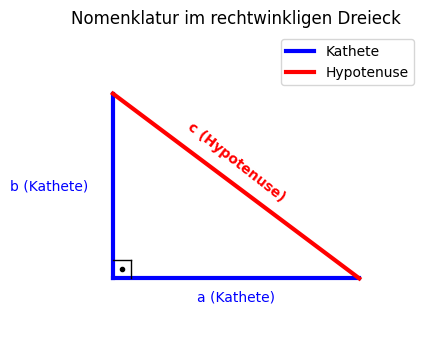 Nomenklatur im rechtwinkligen Dreieck
Kathete
Hypotenuse
c (Hypotenuse)
b (Kathete)
a (Kathete)